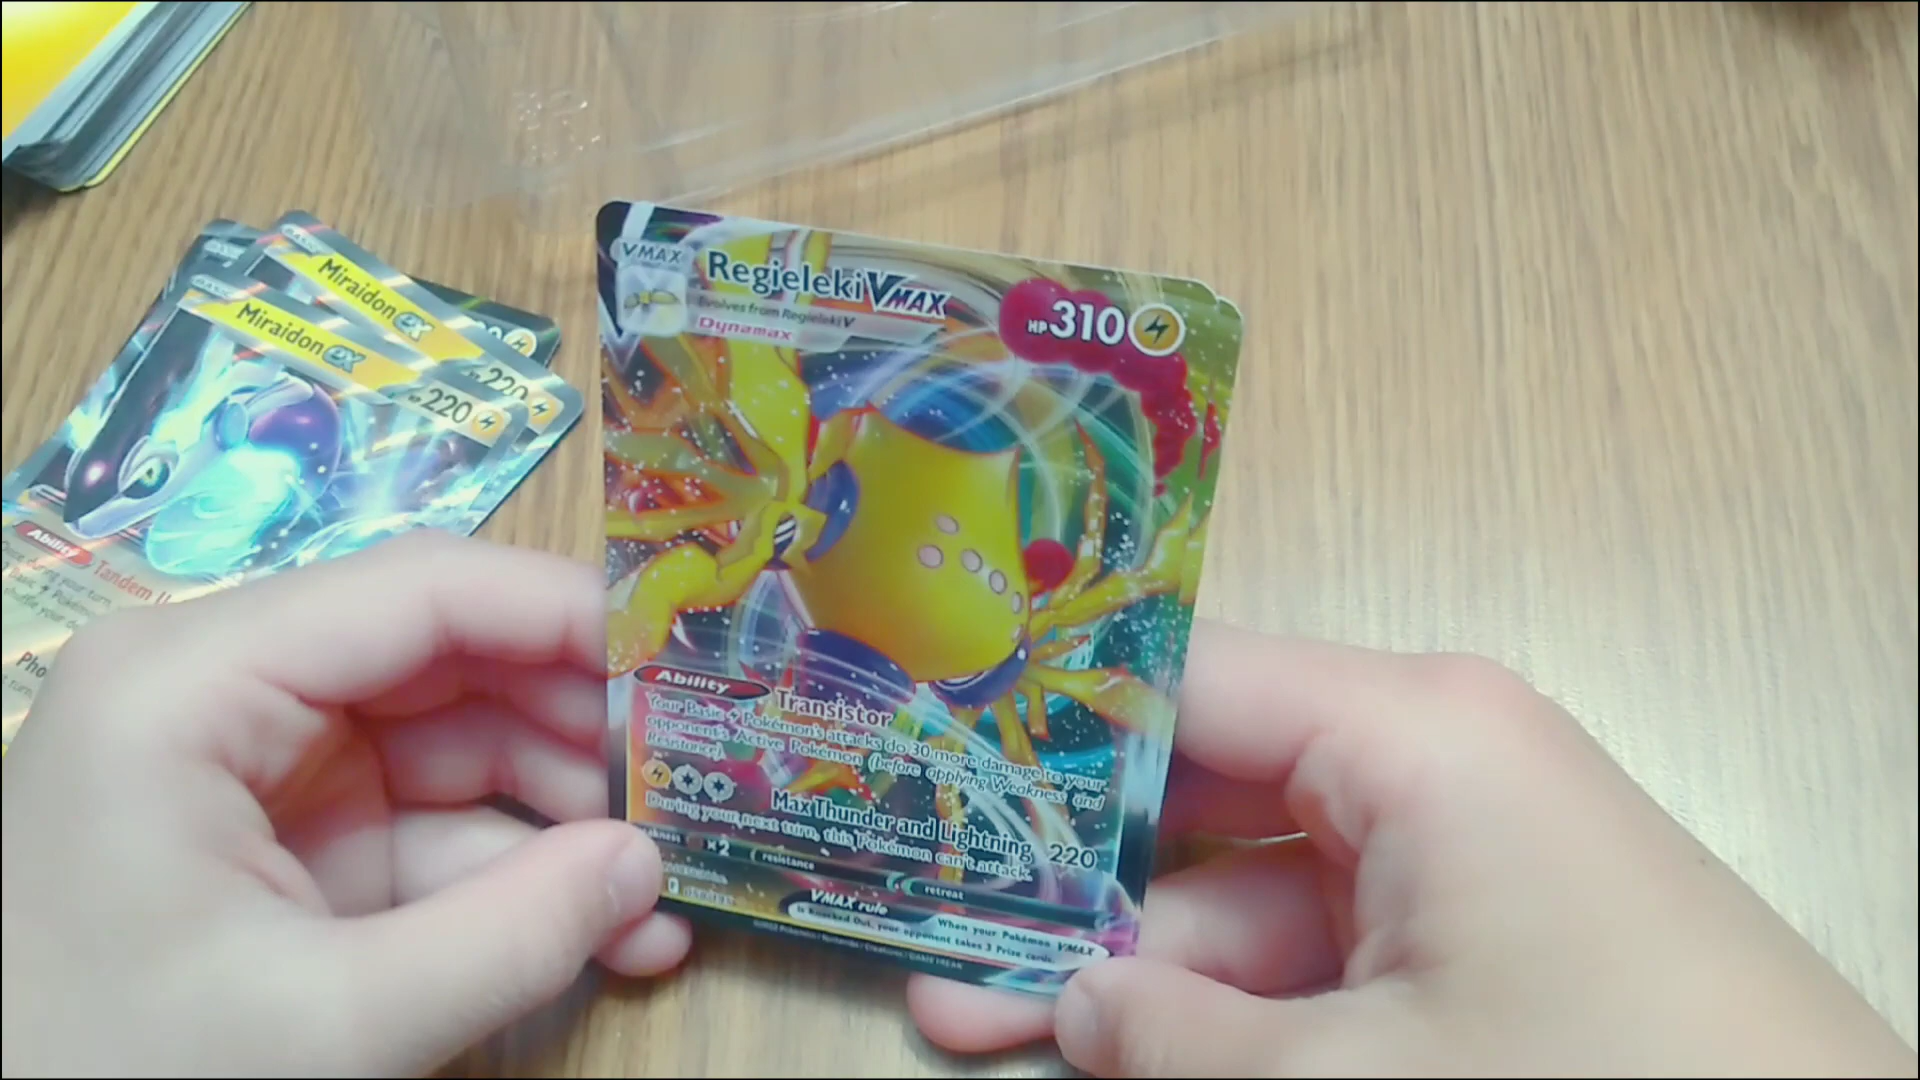 VMAX
Regieleki VMAX
Evolves from Regieleki V
Dynamax
HP 310
Ability Transistor
Your Basic Pokémon's attacks do 30 more damage to your
opponent's Active Pokémon (before applying Weakness and
Resistance).
Max Thunder and Lightning 220
During your next turn, this Pokémon can't attack.
x2
resistance
retreat
VMAX rule
When your Pokémon VMAX
is Knocked Out, your opponent takes 3 Prize cards.
BASIC
Miraidon ex
220
Miraidon ex
220
Ability
Tandem